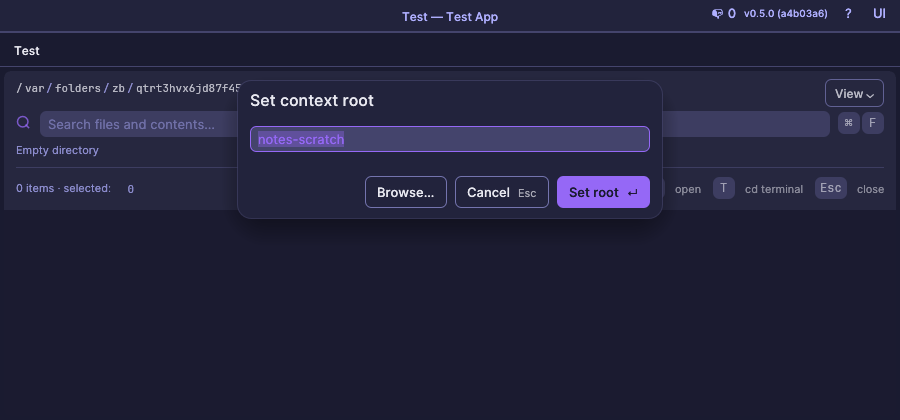 Test — Test App
0 v0.5.0 (a4b03a6) ? UI
Test
/var/folders/zb/qtrt3hvx6jd87f45
View
Search files and contents...
⌘ F
Empty directory
0 items · selected: 0
open T cd terminal Esc close
Set context root
notes-scratch
Browse... Cancel Esc Set root ↵